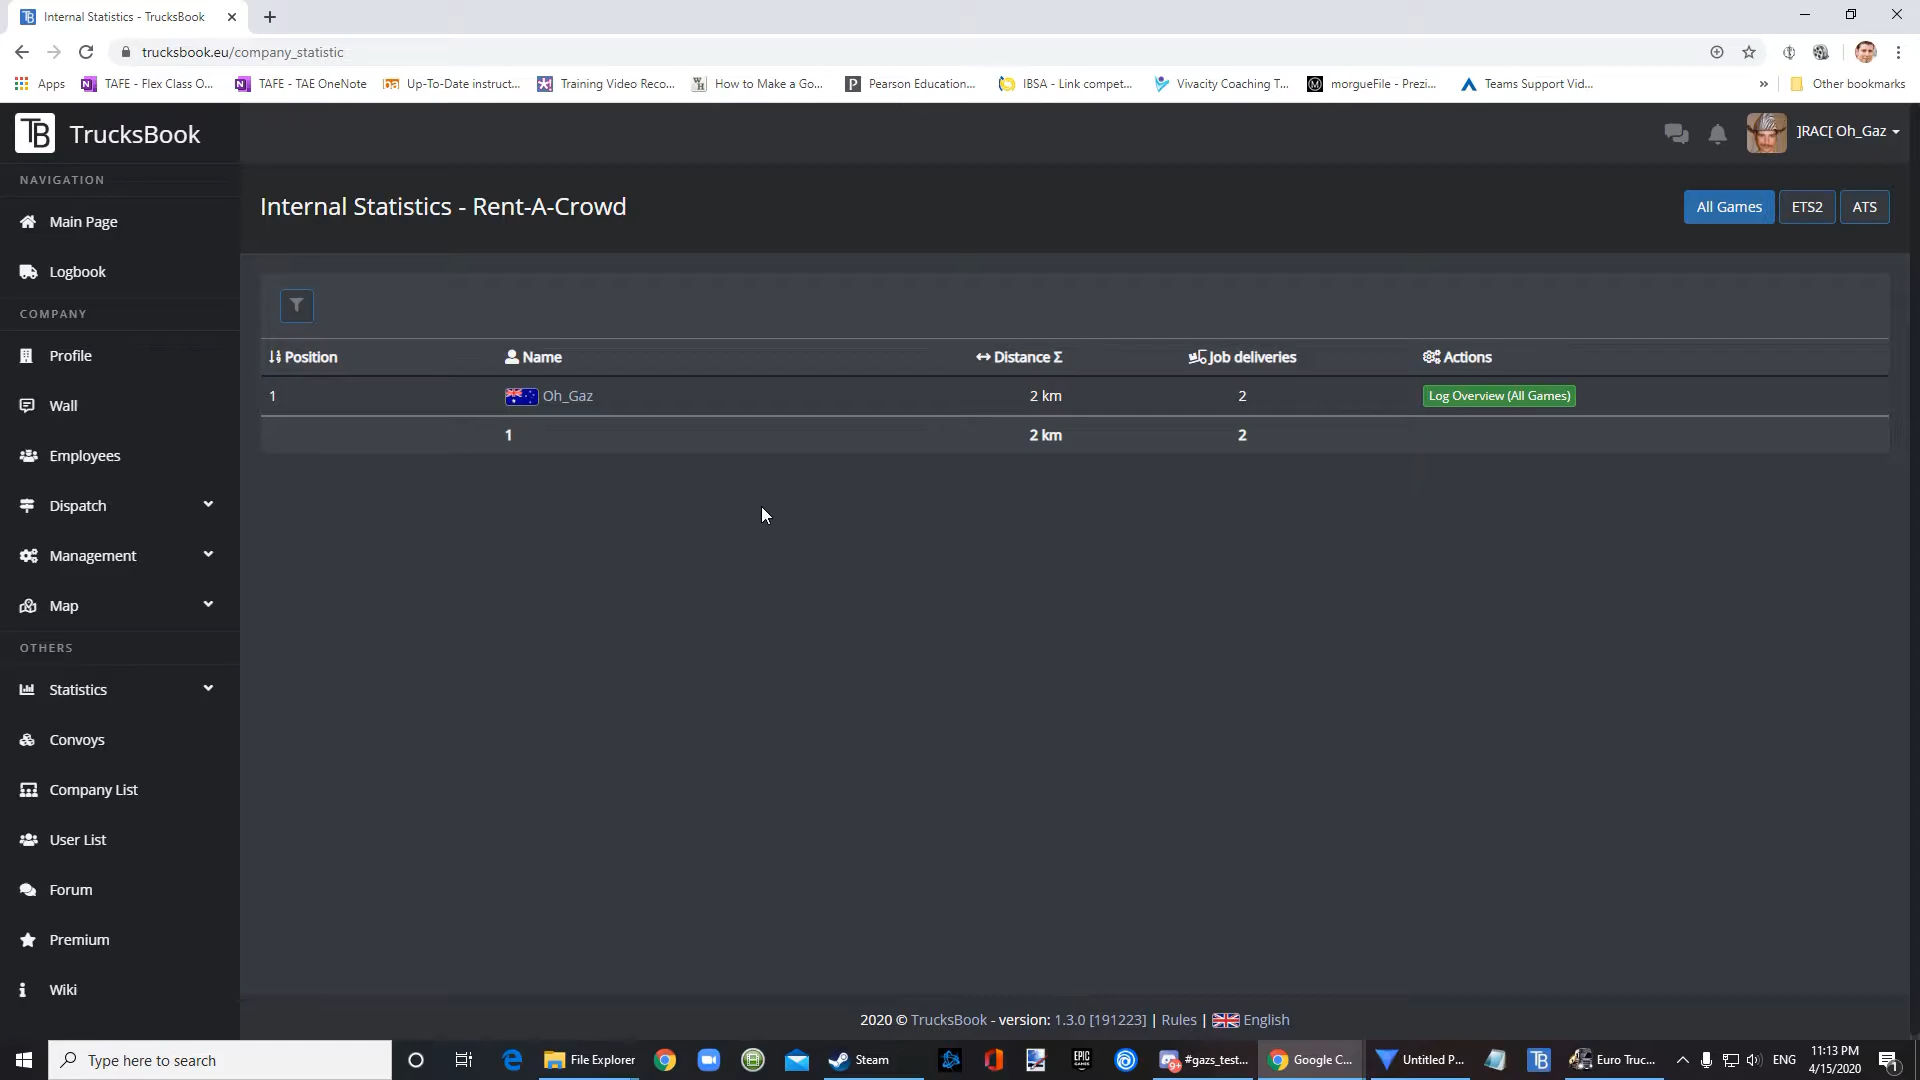 Internal Statistics - TrucksBook
trucksbook.eu/company_statistic
Apps TAFE - Flex Class O... TAFE - TAE OneNote Up-To-Date instruct... Training Video Reco... How to Make a Go... Pearson Education... IBSA - Link compet... Vivacity Coaching T... morgueFile - Prezi... Teams Support Vid... » Other bookmarks
TB TrucksBook
]RAC[ Oh_Gaz
NAVIGATION
Main Page
Logbook
COMPANY
Profile
Wall
Employees
Dispatch
Management
Map
OTHERS
Statistics
Convoys
Company List
User List
Forum
Premium
Wiki
Internal Statistics - Rent-A-Crowd
All Games ETS2 ATS
Position Name Distance Σ Job deliveries Actions
1 Oh_Gaz 2 km 2 Log Overview (All Games)
1 2 km 2
2020 © TrucksBook - version: 1.3.0 [191223] | Rules | English
Type here to search
File Explorer
Steam
EPIC GAMES
#gazs_test...
Google C...
Untitled P...
TB
Euro Truc...
ENG
11:13 PM
4/15/2020